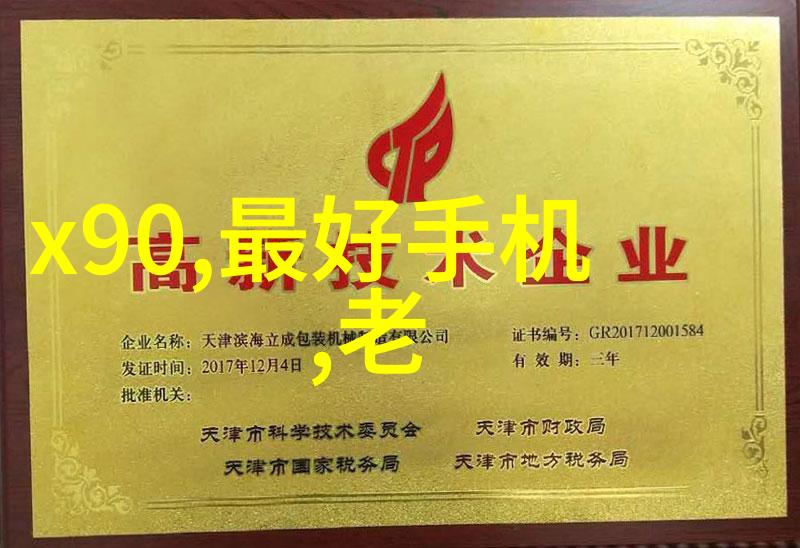 x90,最好手机
,老
高新技术企业
企业名称：天津滨海立成包装机械制造有限公司
证书编号：GR201712001584
发证时间：2017年12月4日
有效期：三年
批准机关：
天津市科学技术委员会
天津市财政局
天津市国家税务局
天津市地方税务局